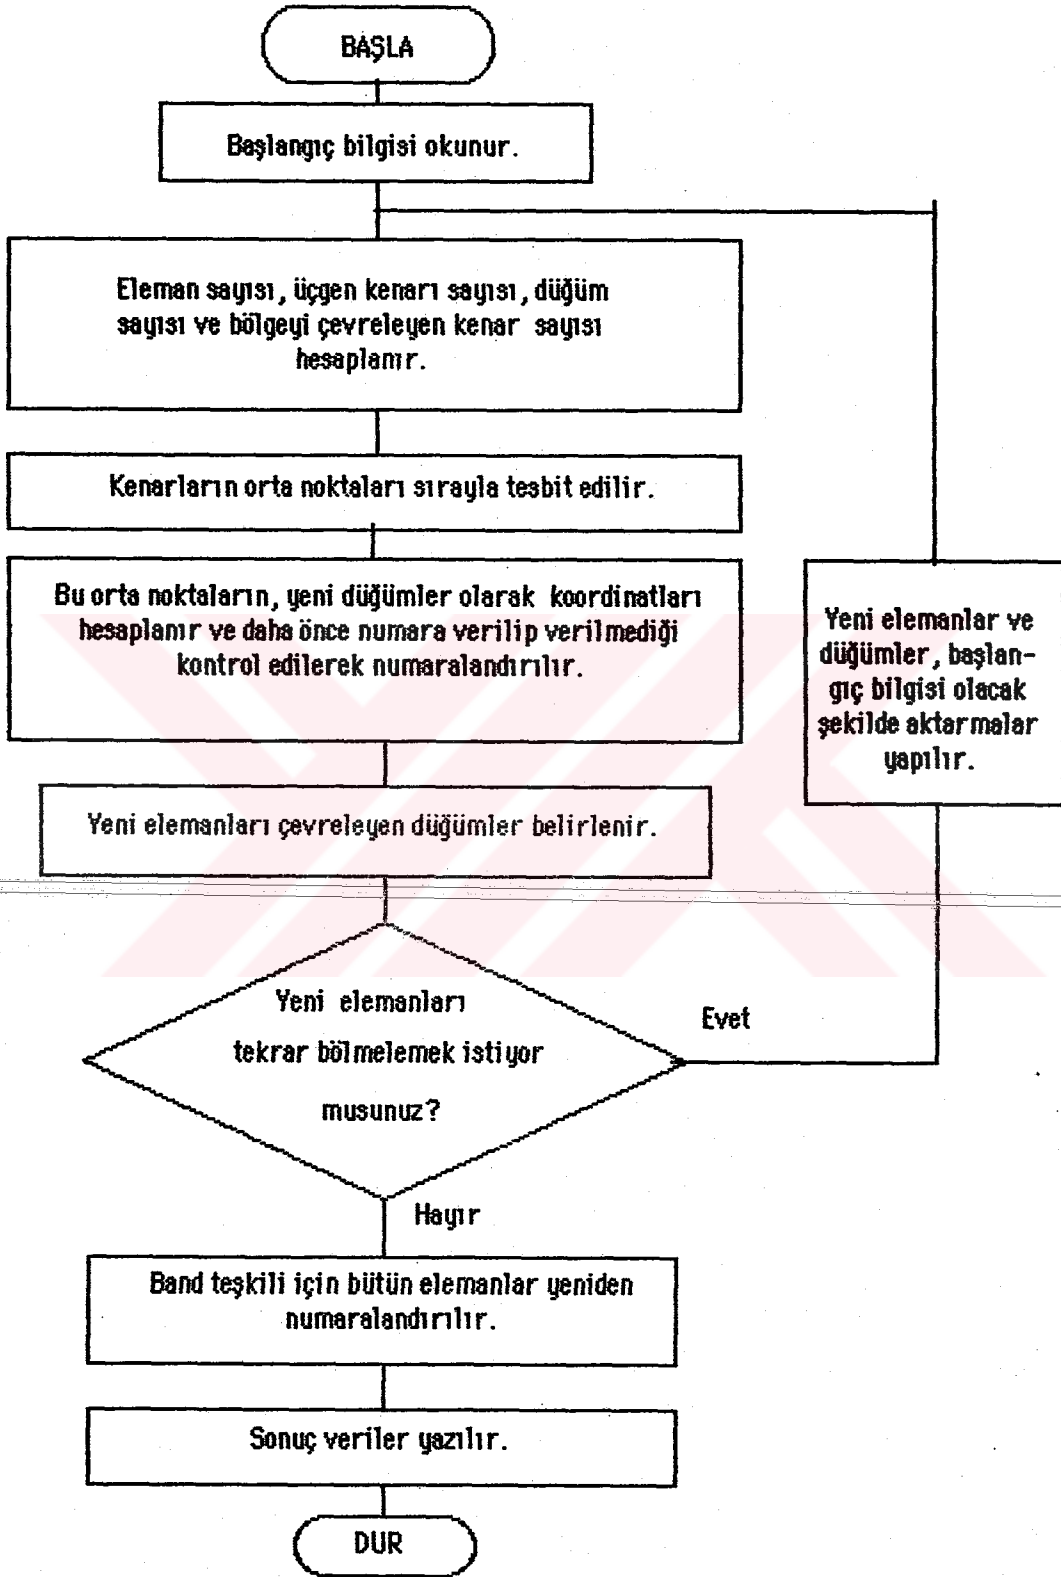 BAŞLA
Başlangıç bilgisi okunur.
Eleman sayısı, üçgen kenarı sayısı, düğüm
sayısı ve bölgeyi çevreleyen kenar sayısı
hesaplanır.
Kenarların orta noktaları sırayla tesbit edilir.
Bu orta noktaların, yeni düğümler olarak koordinatları
hesaplanır ve daha önce numara verilip verilmediği
kontrol edilerek numaralandırılır.
Yeni elemanlar ve
düğümler, başlan-
gıç bilgisi olacak
şekilde aktarmalar
yapılır.
Yeni elemanları çevreleyen düğümler belirlenir.
Yeni elemanları
tekrar bölmelemek istiyor
musunuz?
Evet
Hayır
Band teşkili için bütün elemanlar yeniden
numaralandırılır.
Sonuç veriler yazılır.
DUR